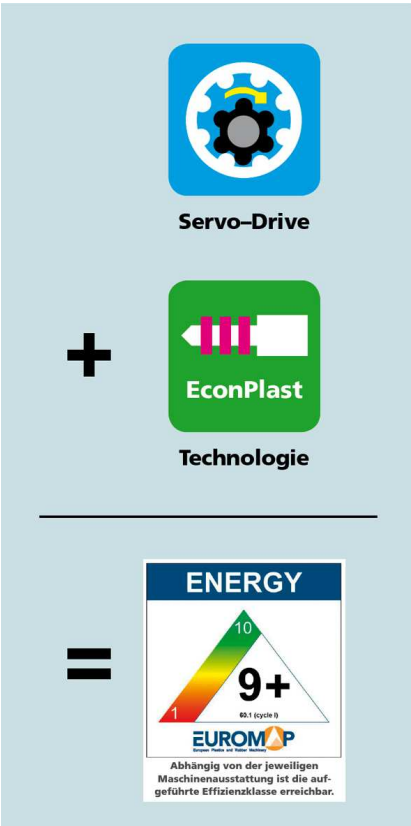 Servo–Drive
+
EconPlast
Technologie
=
ENERGY
10
9+
1
60.1 (cycle I)
EUROMAP
European Plastics and Rubber Machinery
Abhängig von der jeweiligen
Maschinenausstattung ist die auf-
geführte Effizienzklasse erreichbar.